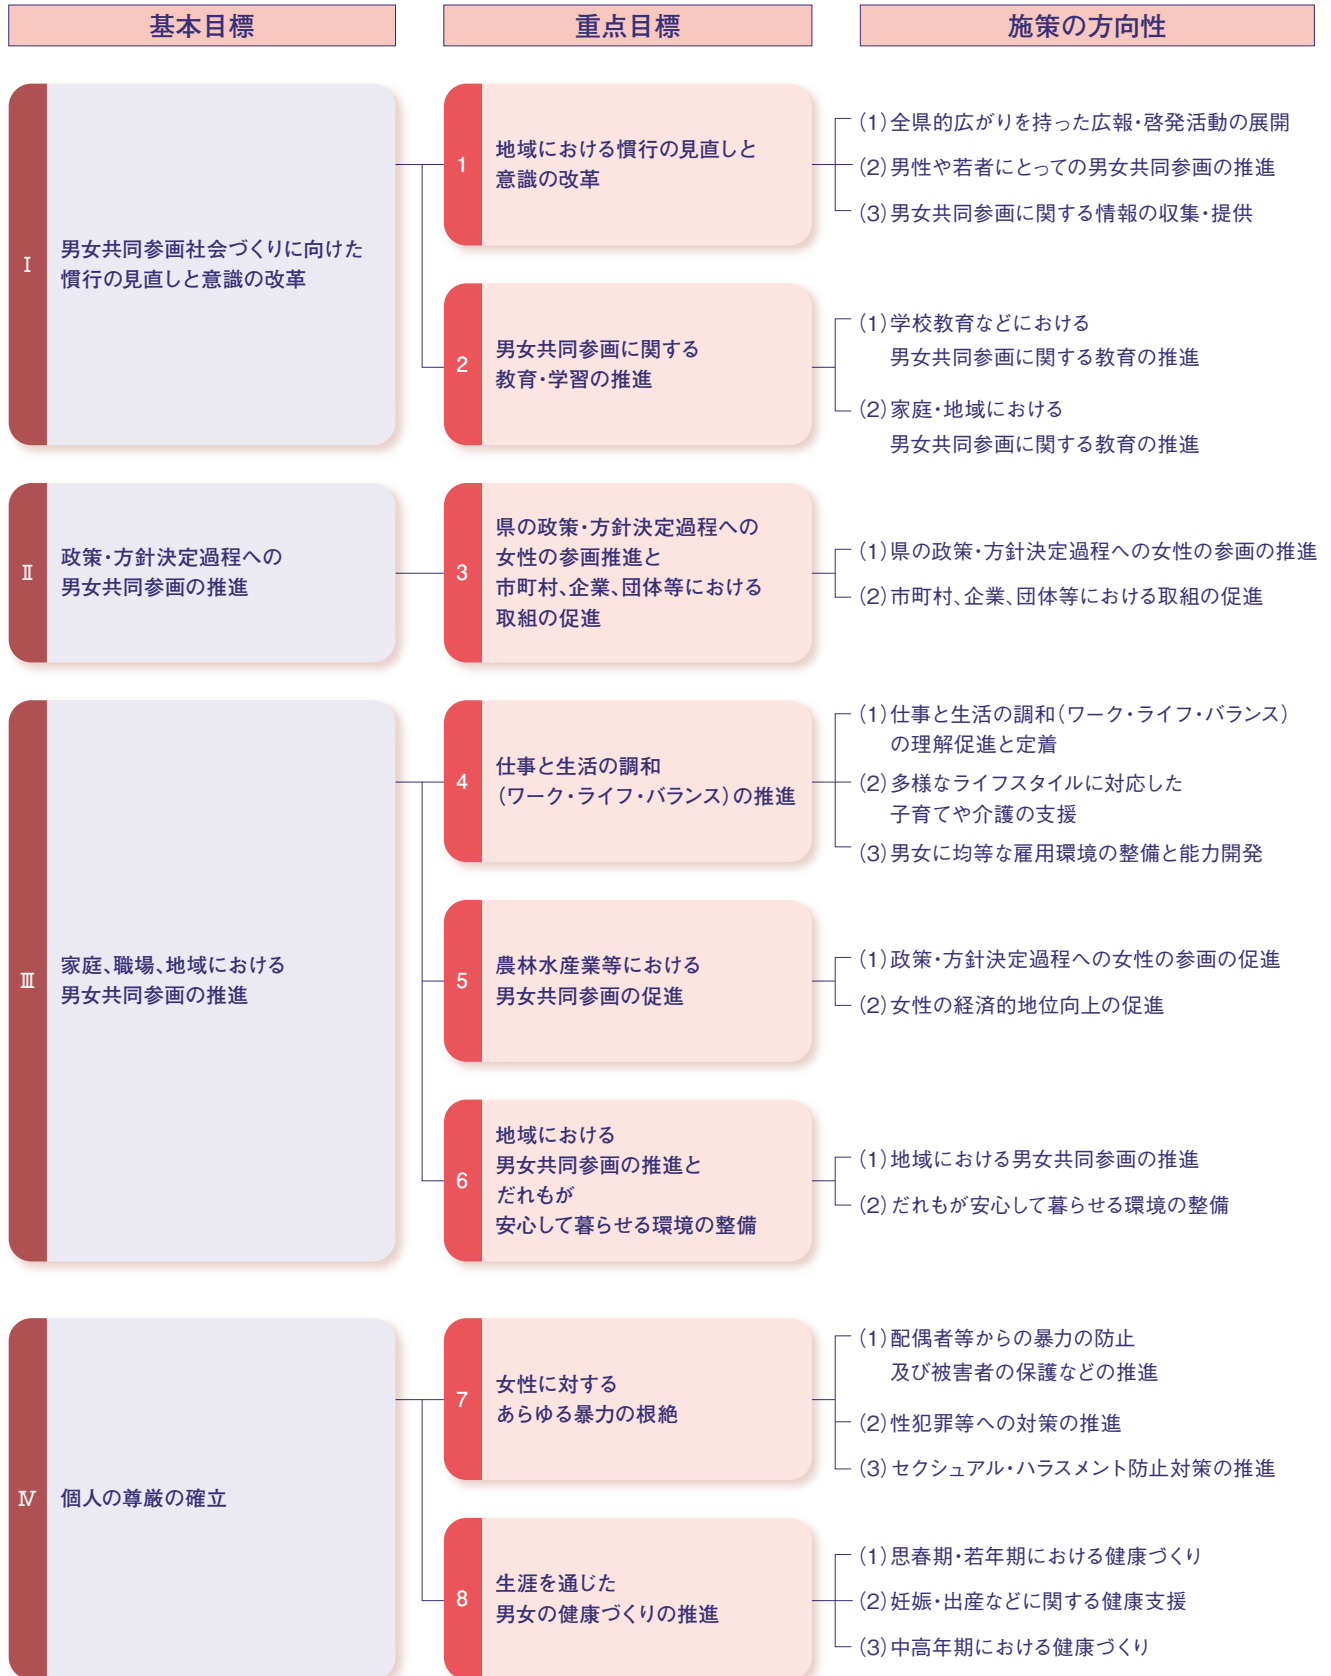 基本目標
重点目標
施策の方向性
Ⅰ
男女共同参画社会づくりに向けた
慣行の見直しと意識の改革
1
地域における慣行の見直しと
意識の改革
(1)全県的広がりを持った広報・啓発活動の展開
(2)男性や若者にとっての男女共同参画の推進
(3)男女共同参画に関する情報の収集・提供
2
男女共同参画に関する
教育・学習の推進
(1)学校教育などにおける
男女共同参画に関する教育の推進
(2)家庭・地域における
男女共同参画に関する教育の推進
Ⅱ
政策・方針決定過程への
男女共同参画の推進
3
県の政策・方針決定過程への
女性の参画推進と
市町村、企業、団体等における
取組の促進
(1)県の政策・方針決定過程への女性の参画の推進
(2)市町村、企業、団体等における取組の促進
Ⅲ
家庭、職場、地域における
男女共同参画の推進
4
仕事と生活の調和
(ワーク・ライフ・バランス)の推進
(1)仕事と生活の調和(ワーク・ライフ・バランス)
の理解促進と定着
(2)多様なライフスタイルに対応した
子育てや介護の支援
(3)男女に均等な雇用環境の整備と能力開発
5
農林水産業等における
男女共同参画の促進
(1)政策・方針決定過程への女性の参画の促進
(2)女性の経済的地位向上の促進
6
地域における
男女共同参画の推進と
だれもが
安心して暮らせる環境の整備
(1)地域における男女共同参画の推進
(2)だれもが安心して暮らせる環境の整備
Ⅳ
個人の尊厳の確立
7
女性に対する
あらゆる暴力の根絶
(1)配偶者等からの暴力の防止
及び被害者の保護などの推進
(2)性犯罪等への対策の推進
(3)セクシュアル・ハラスメント防止対策の推進
8
生涯を通じた
男女の健康づくりの推進
(1)思春期・若年期における健康づくり
(2)妊娠・出産などに関する健康支援
(3)中高年期における健康づくり